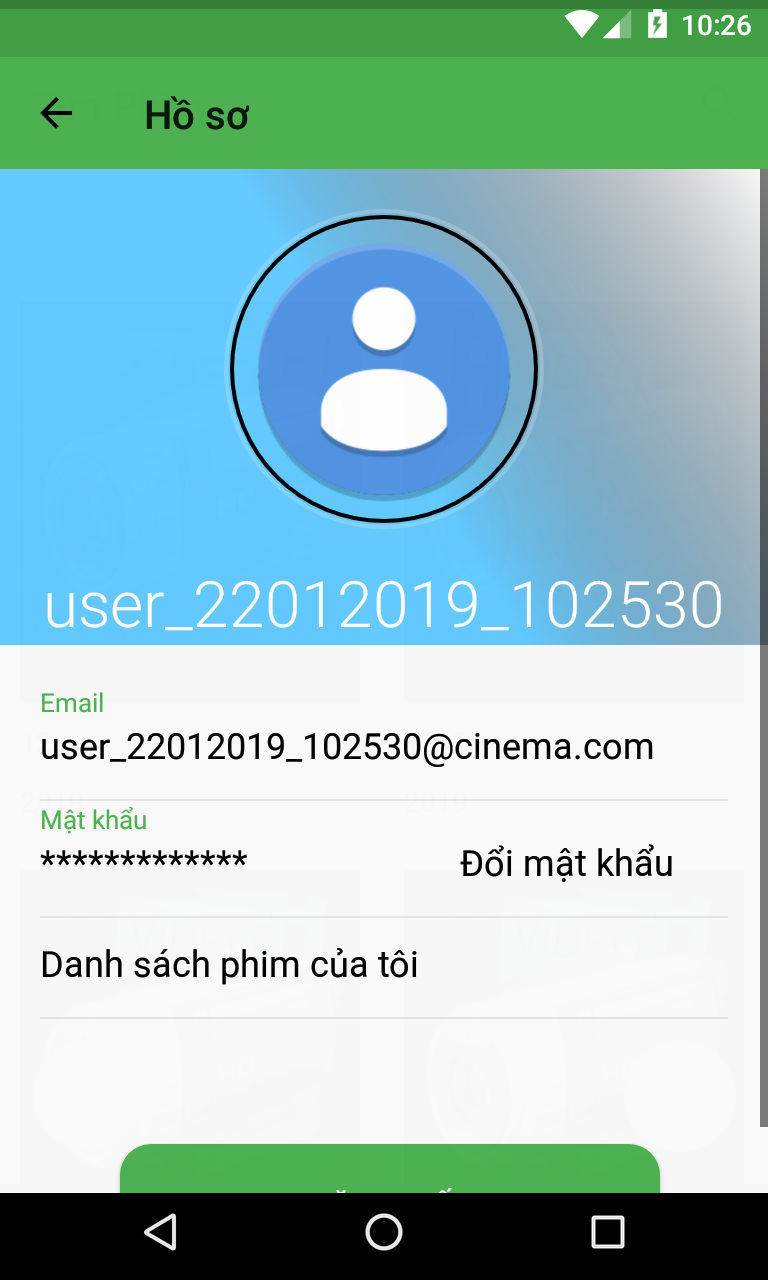 10:26
Hồ sơ
user_22012019_102530
Email
user_22012019_102530@cinema.com
Mật khẩu
*************
Đổi mật khẩu
Danh sách phim của tôi